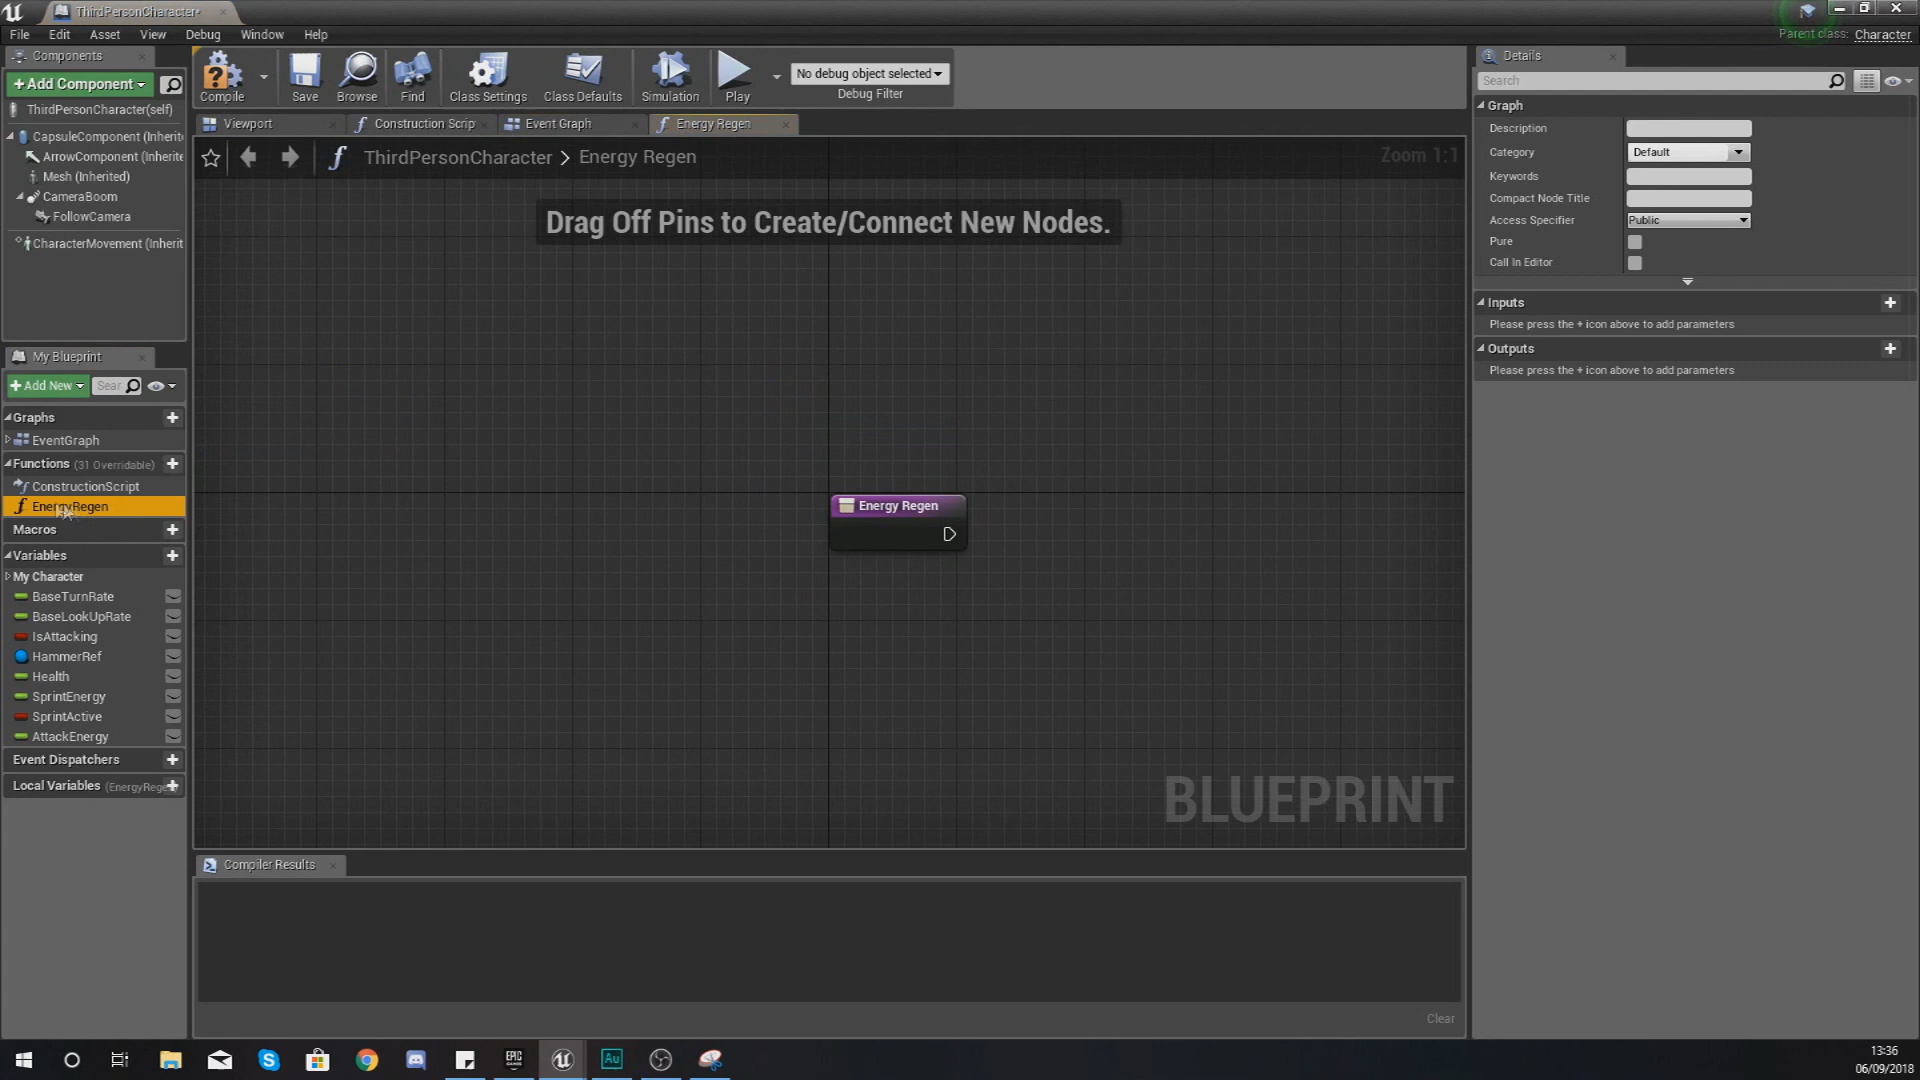 ThirdPersonCharacter*
File Edit Asset View Debug Window Help
Parent class: Character
Components
+Add Component
ThirdPersonCharacter(self)
CapsuleComponent (Inherite
ArrowComponent (Inherite
Mesh (Inherited)
CameraBoom
FollowCamera
CharacterMovement (Inherit
Compile
Save
Browse
Find
Class Settings
Class Defaults
Simulation
Play
No debug object selected
Debug Filter
Viewport
Construction Scrip
Event Graph
Energy Regen
ThirdPersonCharacter > Energy Regen
Zoom 1:1
Drag Off Pins to Create/Connect New Nodes.
Energy Regen
BLUEPRINT
My Blueprint
+Add New
Sear
Graphs
EventGraph
Functions (31 Overridable)
ConstructionScript
EnergyRegen
Macros
Variables
My Character
BaseTurnRate
BaseLookUpRate
IsAttacking
HammerRef
Health
SprintEnergy
SprintActive
AttackEnergy
Event Dispatchers
Local Variables (EnergyRege
Compiler Results
Clear
Details
Search
Graph
Description
Category Default
Keywords
Compact Node Title
Access Specifier Public
Pure
Call In Editor
Inputs
Please press the + icon above to add parameters
Outputs
Please press the + icon above to add parameters
EPIC
GAMES
Au
13:36
06/09/2018